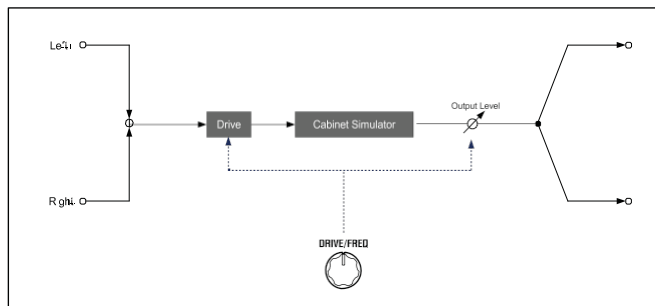 Left
Output Level
Drive
Cabinet Simulator
Right
DRIVE/FREQ